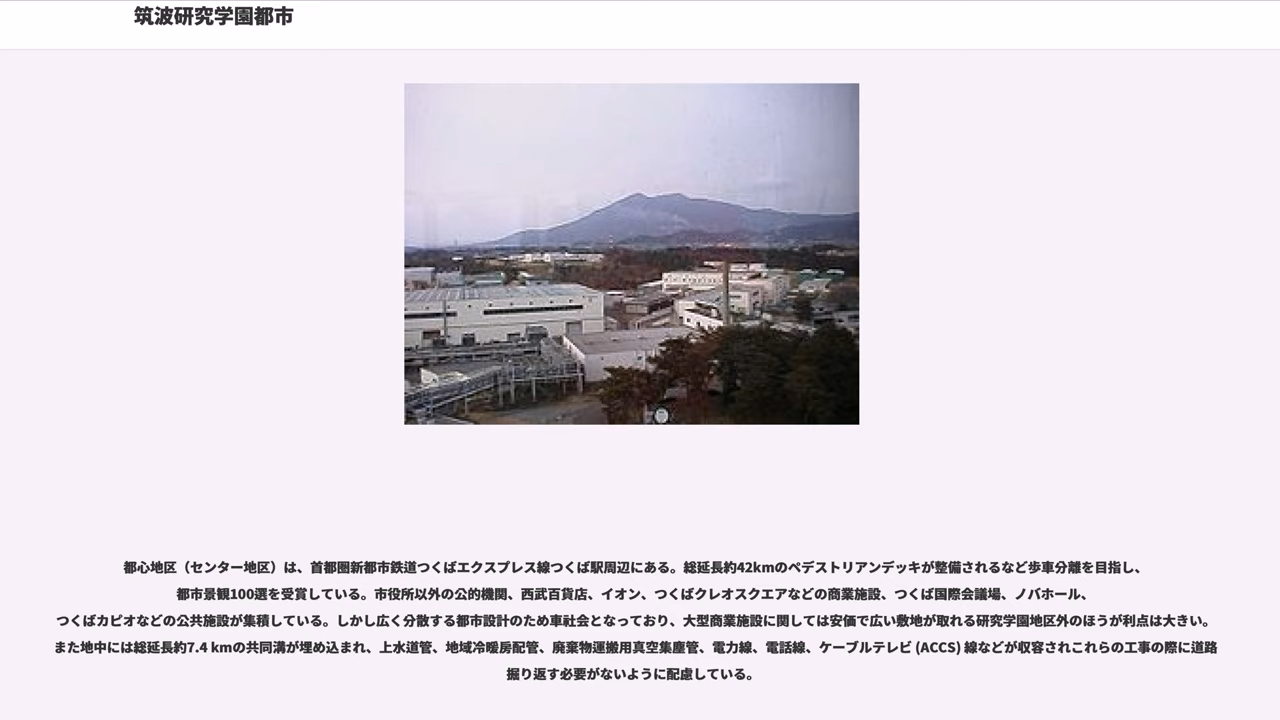 筑波研究学園都市
都心地区（センター地区）は、首都圏新都市鉄道つくばエクスプレス線つくば駅周辺にある。総延長約42kmのペデストリアンデッキが整備されるなど歩車分離を目指し、
都市景観100選を受賞している。市役所以外の公的機関、西武百貨店、イオン、つくばクレオスクエアなどの商業施設、つくば国際会議場、ノバホール、
つくばカピオなどの公共施設が集積している。しかし広く分散する都市設計のため車社会となっており、大型商業施設に関しては安価で広い敷地が取れる研究学園地区外のほうが利点は大きい。
また地中には総延長約7.4 kmの共同溝が埋め込まれ、上水道管、地域冷暖房配管、廃棄物運搬用真空集塵管、電力線、電話線、ケーブルテレビ (ACCS) 線などが収容されこれらの工事の際に道路
掘り返す必要がないように配慮している。